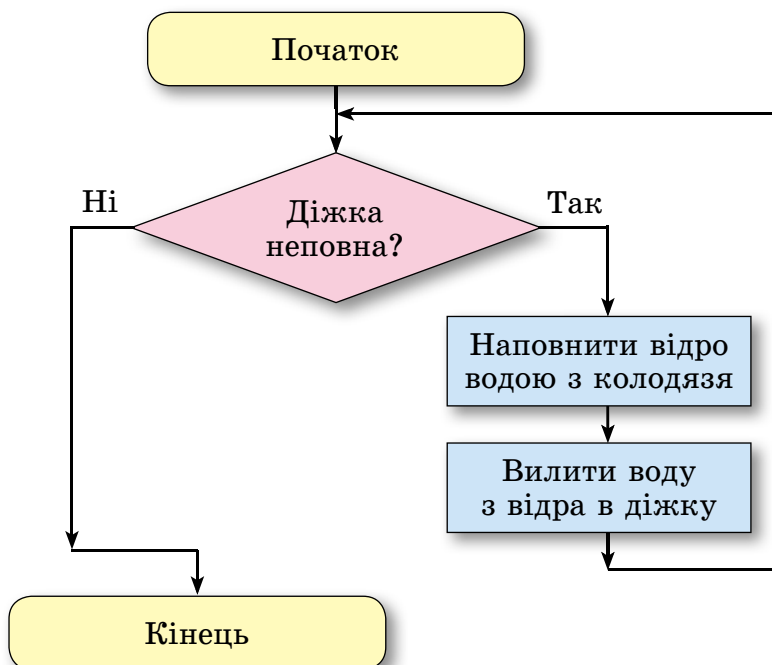 Початок
Ні
Діжка
неповна?
Так
Наповнити відро
водою з колодязя
Вилити воду
з відра в діжку
Кінець